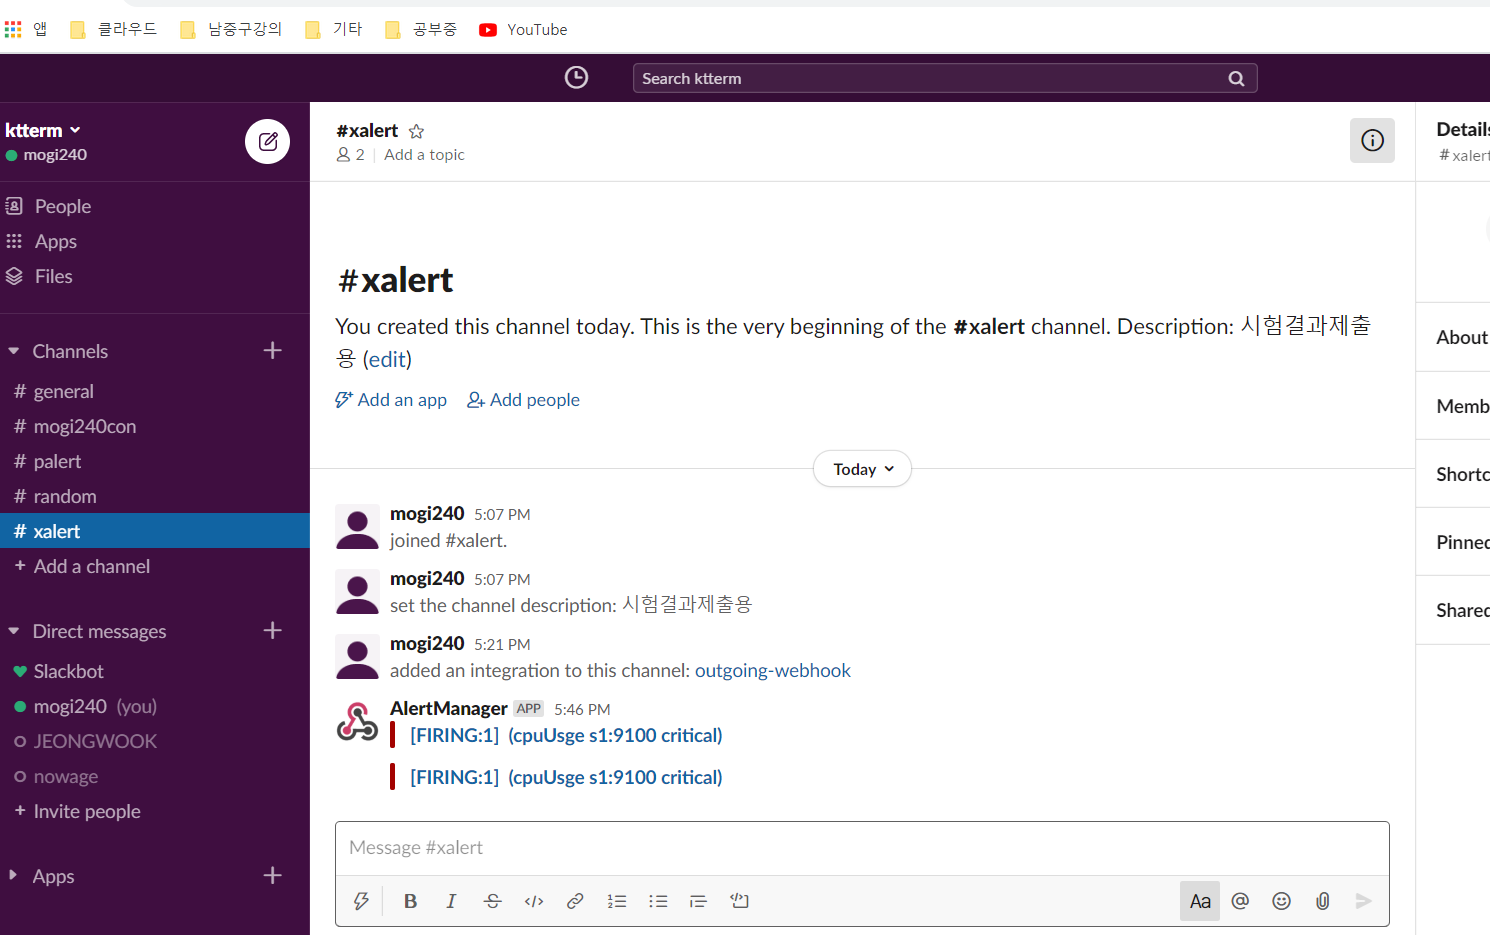 앱 클라우드 남중구강의 기타 공부중 YouTube
Search ktterm
ktterm
mogi240
People
Apps
Files
Channels
# general
# mogi240con
# palert
# random
# xalert
+ Add a channel
Direct messages
Slackbot
mogi240 (you)
JEONGWOOK
nowage
+ Invite people
Apps
#xalert
2 | Add a topic
#xalert
You created this channel today. This is the very beginning of the #xalert channel. Description: 시험결과제출
용 (edit)
Add an app Add people
Today
mogi240 5:07 PM
joined #xalert.
mogi240 5:07 PM
set the channel description: 시험결과제출용
mogi240 5:21 PM
added an integration to this channel: outgoing-webhook
AlertManager APP 5:46 PM
[FIRING:1] (cpuUsge s1:9100 critical)
[FIRING:1] (cpuUsge s1:9100 critical)
Message #xalert
B I S </> Aa @
Details
# xalert
About
Memb
Shortc
Pinned
Shared